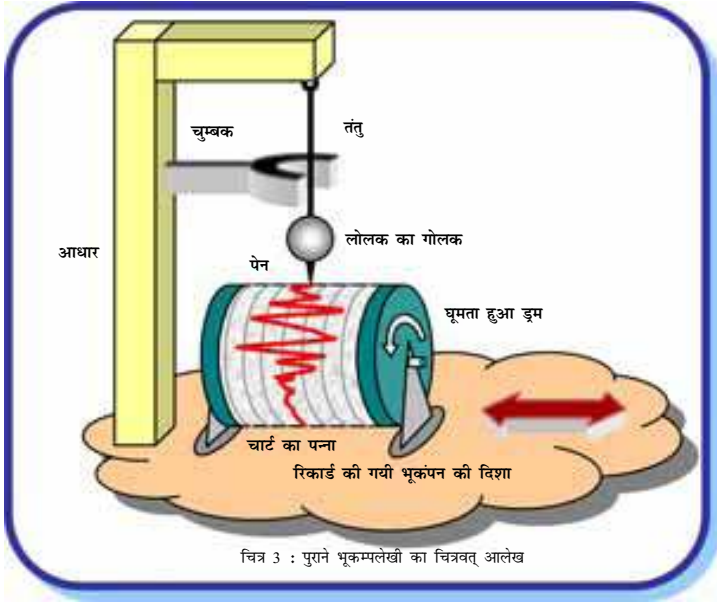 चुम्बक
तंतु
लोलक का गोलक
आधार
पेन
घूमता हुआ ड्रम
चार्ट का पन्ना
रिकार्ड की गयी भूकंपन की दिशा
चित्र 3 : पुराने भूकम्पलेखी का चित्रवत् आलेख